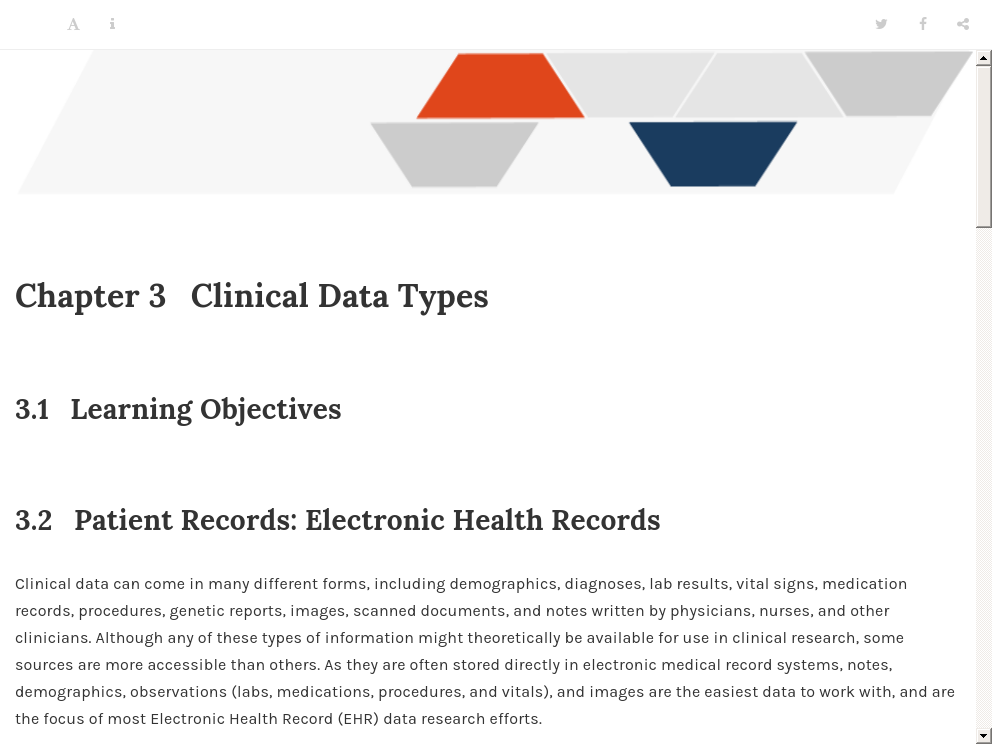 A i
Chapter 3 Clinical Data Types
3.1 Learning Objectives
3.2 Patient Records: Electronic Health Records
Clinical data can come in many different forms, including demographics, diagnoses, lab results, vital signs, medication
records, procedures, genetic reports, images, scanned documents, and notes written by physicians, nurses, and other
clinicians. Although any of these types of information might theoretically be available for use in clinical research, some
sources are more accessible than others. As they are often stored directly in electronic medical record systems, notes,
demographics, observations (labs, medications, procedures, and vitals), and images are the easiest data to work with, and are
the focus of most Electronic Health Record (EHR) data research efforts.